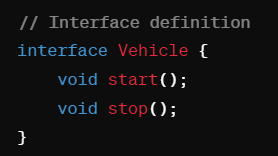 // Interface definition
interface Vehicle {
    void start();
    void stop();
}